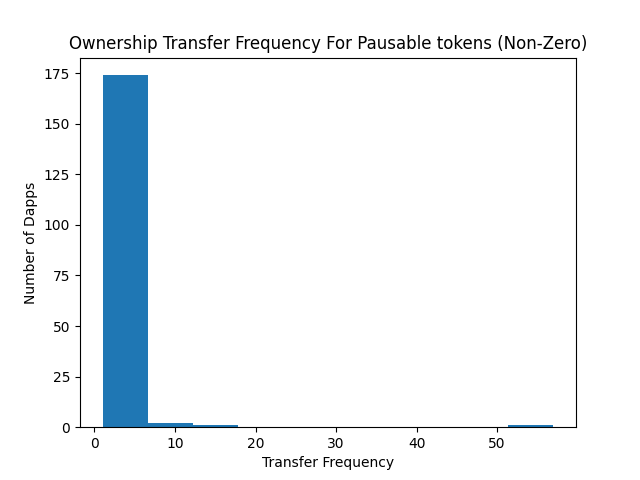 Ownership Transfer Frequency For Pausable tokens (Non-Zero)
175
150
125
100
75
50
25
0
Number of Dapps
0 10 20 30 40 50
Transfer Frequency